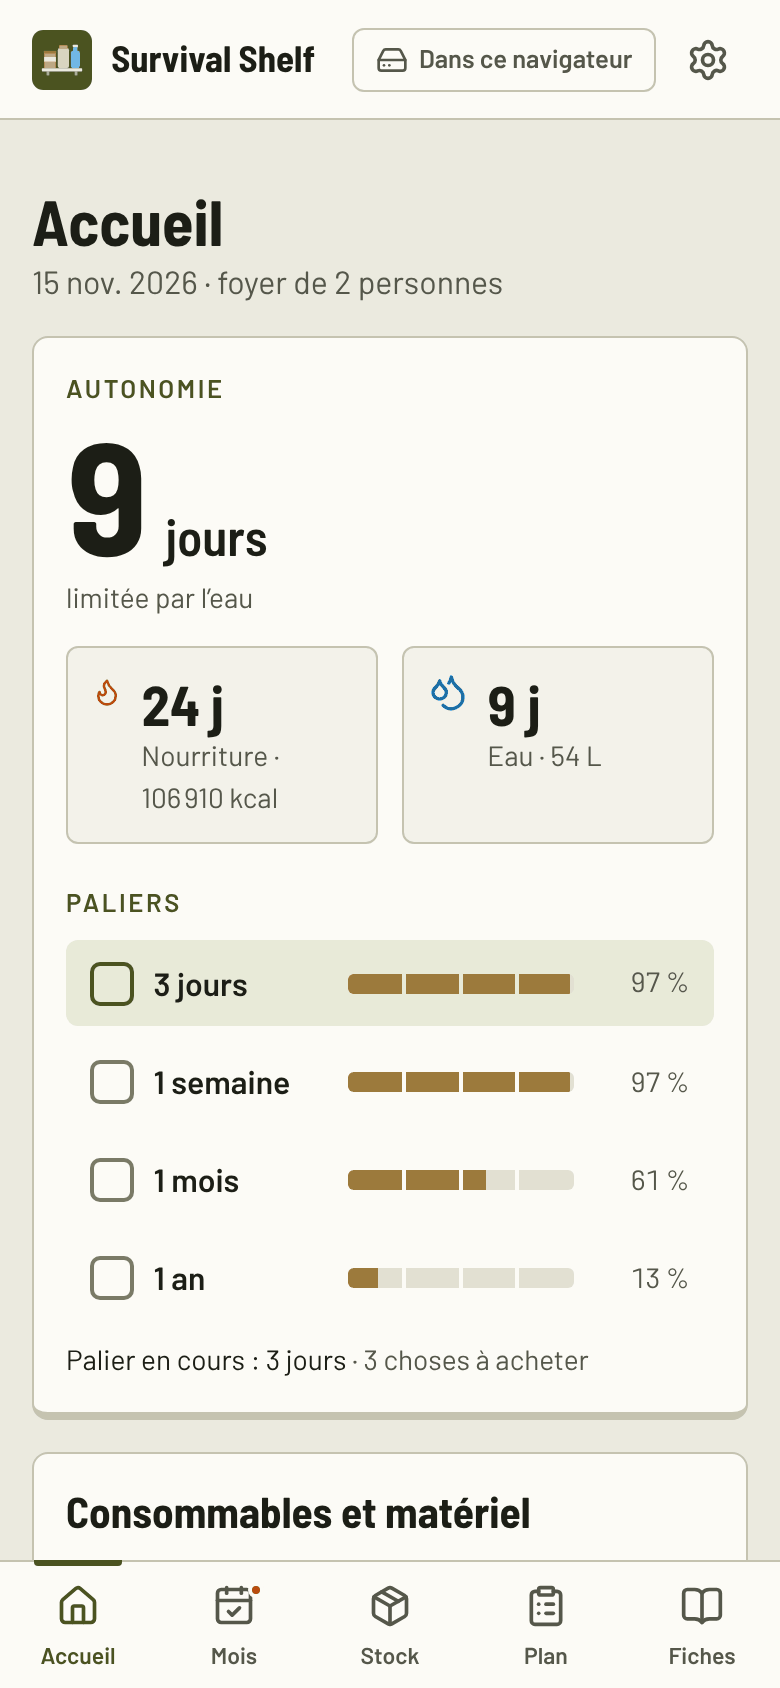 Survival Shelf
Dans ce navigateur
Accueil
15 nov. 2026 · foyer de 2 personnes
AUTONOMIE
9 jours
limitée par l’eau
24 j
Nourriture ·
106 910 kcal
9 j
Eau · 54 L
PALIERS
3 jours 97 %
1 semaine 97 %
1 mois 61 %
1 an 13 %
Palier en cours : 3 jours · 3 choses à acheter
Consommables et matériel
Accueil
Mois
Stock
Plan
Fiches